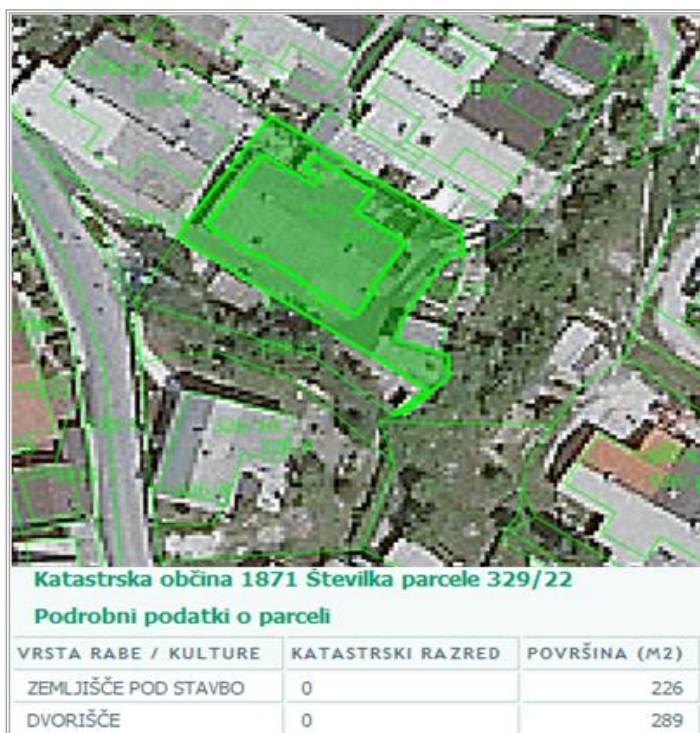 Katastrska občina 1871 Številka parcele 329/22
Podrobni podatki o parceli
VRSTA RABE / KULTURE KATASTRSKI RAZRED POVRŠINA (M2)
ZEMLJIŠČE POD STAVBO 0 226
DVORIŠČE 0 289